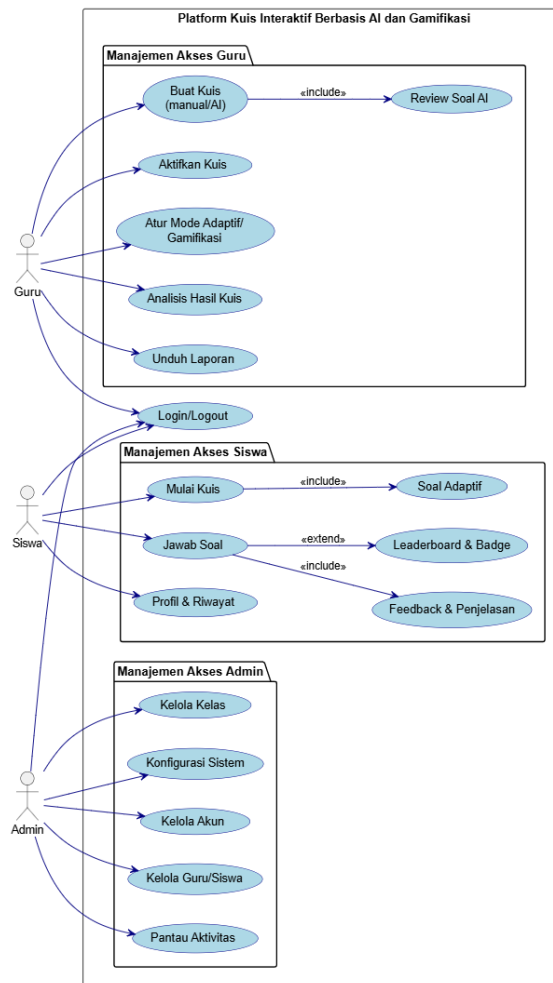 Platform Kuis Interaktif Berbasis AI dan Gamifikasi
Manajemen Akses Guru
Buat Kuis
(manual/AI)
«include»
Review Soal AI
Aktifkan Kuis
Atur Mode Adaptif/
Gamifikasi
Guru
Analisis Hasil Kuis
Unduh Laporan
Login/Logout
Manajemen Akses Siswa
Mulai Kuis
«include»
Soal Adaptif
Siswa
Jawab Soal
«extend»
Leaderboard & Badge
«include»
Profil & Riwayat
Feedback & Penjelasan
Manajemen Akses Admin
Kelola Kelas
Konfigurasi Sistem
Admin
Kelola Akun
Kelola Guru/Siswa
Pantau Aktivitas